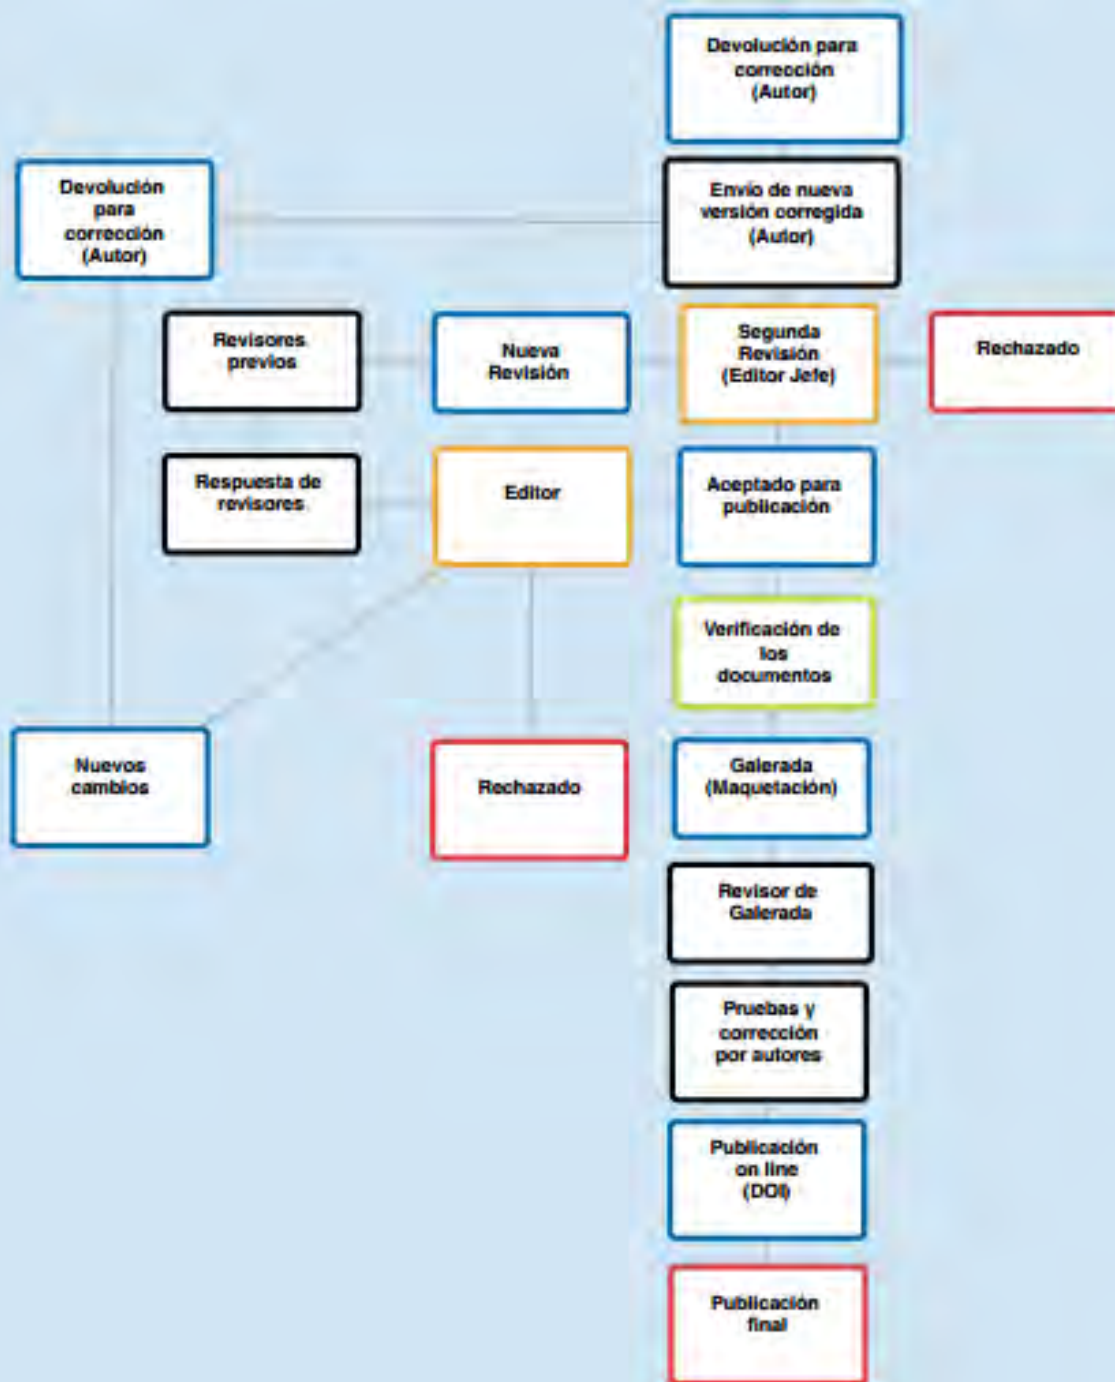 Devolución para
corrección
(Autor)
Devolución
para
corrección
(Autor)
Envío de nueva
versión corregida
(Autor)
Revisores
previos
Nueva
Revisión
Segunda
Revisión
(Editor Jefe)
Rechazado
Respuesta de
revisores
Editor
Aceptado para
publicación
Verificación de
los
documentos
Nuevos
cambios
Rechazado
Galerada
(Maquetación)
Revisor de
Galerada
Pruebas y
corrección
por autores
Publicación
on line
(DOI)
Publicación
final